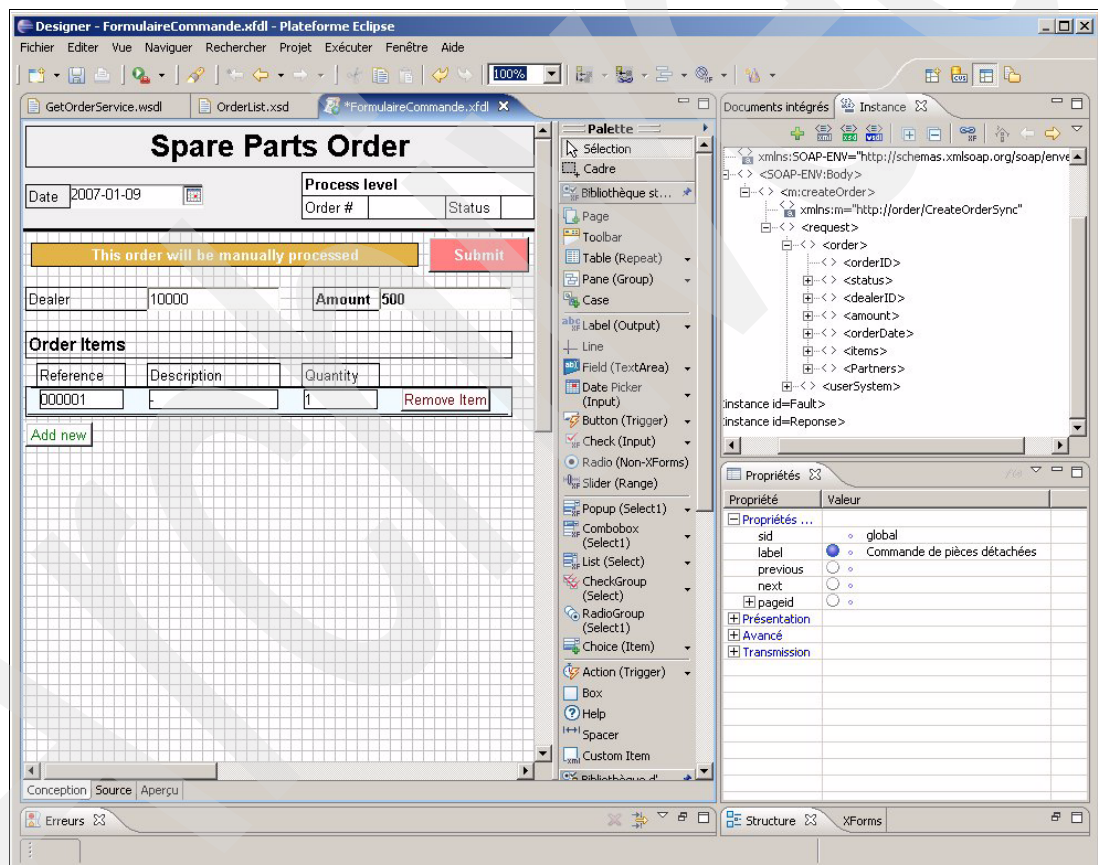 Designer - FormulaireCommande.xfdl - Plateforme Eclipse
Fichier Editer Vue Naviguer Rechercher Projet Exécuter Fenêtre Aide
100%
GetOrderService.wsdl
OrderList.xsd
*FormulaireCommande.xfdl
Spare Parts Order
Date 2007-01-09
Process level
Order # Status
This order will be manually processed
Submit
Dealer 10000 Amount 500
Order Items
Reference Description Quantity
000001 - 1 Remove Item
Add new
Conception Source Aperçu
Erreurs
Palette
Sélection
Cadre
Bibliothèque st...
Page
Toolbar
Table (Repeat)
Pane (Group)
Case
Label (Output)
Line
Field (TextArea)
Date Picker
(Input)
Button (Trigger)
Check (Input)
Radio (Non-XForms)
Slider (Range)
Popup (Select1)
Combobox
(Select1)
List (Select)
CheckGroup
(Select)
RadioGroup
(Select1)
Choice (Item)
Action (Trigger)
Box
Help
Spacer
Custom Item
Bibliothèque d'
Documents intégrés Instance
xmlns:SOAP-ENV="http://schemas.xmlsoap.org/soap/enve
<SOAP-ENV:Body>
<m:createOrder>
xmlns:m="http://order/CreateOrderSync"
<request>
<order>
<orderID>
<status>
<dealerID>
<amount>
<orderDate>
<items>
<Partners>
<userSystem>
instance id=Fault>
instance id=Reponse>
Propriétés
Propriété Valeur
Propriétés ...
sid global
label Commande de pièces détachées
previous
next
pageid
Présentation
Avancé
Transmission
Structure XForms